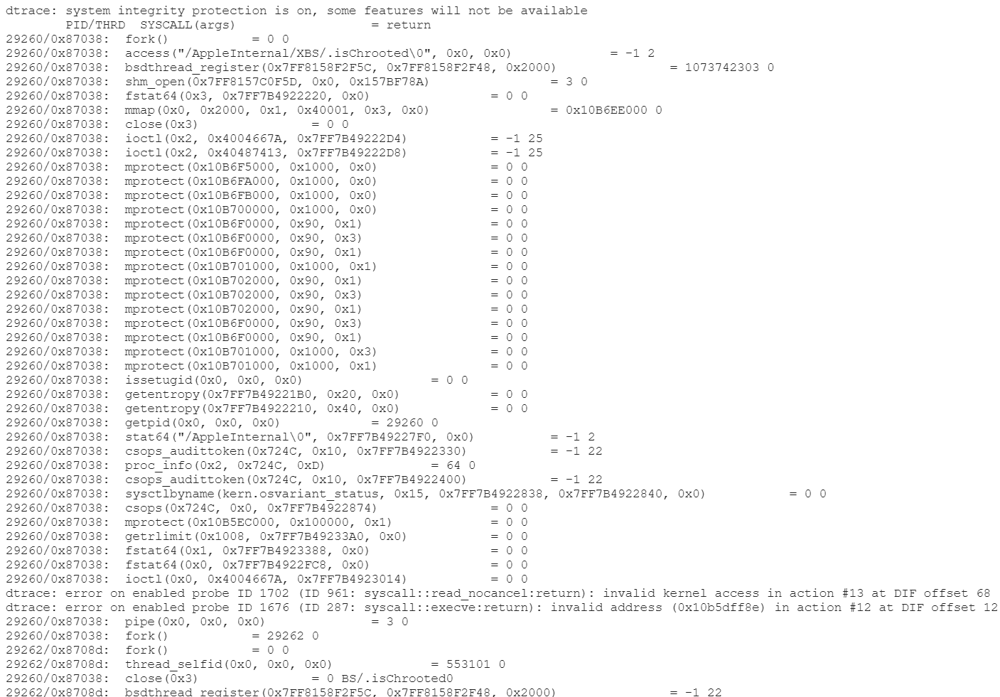 dtrace: system integrity protection is on, some features will not be available
PID/THRD  SYSCALL(args)                  = return
29260/0x87038:  fork()           = 0 0
29260/0x87038:  access("/AppleInternal/XBS/.isChrooted\0", 0x0, 0x0)             = -1 2
29260/0x87038:  bsdthread_register(0x7FF8158F2F5C, 0x7FF8158F2F48, 0x2000)               = 1073742303 0
29260/0x87038:  shm_open(0x7FF8157C0F5D, 0x0, 0x157BF78A)                = 3 0
29260/0x87038:  fstat64(0x3, 0x7FF7B4922220, 0x0)                = 0 0
29260/0x87038:  mmap(0x0, 0x2000, 0x1, 0x40001, 0x3, 0x0)                = 0x10B6EE000 0
29260/0x87038:  close(0x3)               = 0 0
29260/0x87038:  ioctl(0x2, 0x4004667A, 0x7FF7B49222D4)           = -1 25
29260/0x87038:  ioctl(0x2, 0x40487413, 0x7FF7B49222D8)           = -1 25
29260/0x87038:  mprotect(0x10B6F5000, 0x1000, 0x0)               = 0 0
29260/0x87038:  mprotect(0x10B6FA000, 0x1000, 0x0)               = 0 0
29260/0x87038:  mprotect(0x10B6FB000, 0x1000, 0x0)               = 0 0
29260/0x87038:  mprotect(0x10B700000, 0x1000, 0x0)               = 0 0
29260/0x87038:  mprotect(0x10B6F0000, 0x90, 0x1)                 = 0 0
29260/0x87038:  mprotect(0x10B6F0000, 0x90, 0x3)                 = 0 0
29260/0x87038:  mprotect(0x10B6F0000, 0x90, 0x1)                 = 0 0
29260/0x87038:  mprotect(0x10B701000, 0x1000, 0x1)               = 0 0
29260/0x87038:  mprotect(0x10B702000, 0x90, 0x1)                 = 0 0
29260/0x87038:  mprotect(0x10B702000, 0x90, 0x3)                 = 0 0
29260/0x87038:  mprotect(0x10B702000, 0x90, 0x1)                 = 0 0
29260/0x87038:  mprotect(0x10B6F0000, 0x90, 0x3)                 = 0 0
29260/0x87038:  mprotect(0x10B6F0000, 0x90, 0x1)                 = 0 0
29260/0x87038:  mprotect(0x10B701000, 0x1000, 0x3)               = 0 0
29260/0x87038:  mprotect(0x10B701000, 0x1000, 0x1)               = 0 0
29260/0x87038:  issetugid(0x0, 0x0, 0x0)                 = 0 0
29260/0x87038:  getentropy(0x7FF7B49221B0, 0x20, 0x0)            = 0 0
29260/0x87038:  getentropy(0x7FF7B4922210, 0x40, 0x0)            = 0 0
29260/0x87038:  getpid(0x0, 0x0, 0x0)            = 29260 0
29260/0x87038:  stat64("/AppleInternal\0", 0x7FF7B49227F0, 0x0)          = -1 2
29260/0x87038:  csops_audittoken(0x724C, 0x10, 0x7FF7B4922330)           = -1 22
29260/0x87038:  proc_info(0x2, 0x724C, 0xD)              = 64 0
29260/0x87038:  csops_audittoken(0x724C, 0x10, 0x7FF7B4922400)           = -1 22
29260/0x87038:  sysctlbyname(kern.osvariant_status, 0x15, 0x7FF7B4922838, 0x7FF7B4922840, 0x0)           = 0 0
29260/0x87038:  csops(0x724C, 0x0, 0x7FF7B4922874)               = 0 0
29260/0x87038:  mprotect(0x10B5EC000, 0x100000, 0x1)             = 0 0
29260/0x87038:  getrlimit(0x1008, 0x7FF7B49233A0, 0x0)           = 0 0
29260/0x87038:  fstat64(0x1, 0x7FF7B4923388, 0x0)                = 0 0
29260/0x87038:  fstat64(0x0, 0x7FF7B4922FC8, 0x0)                = 0 0
29260/0x87038:  ioctl(0x0, 0x4004667A, 0x7FF7B4923014)           = 0 0
dtrace: error on enabled probe ID 1702 (ID 961: syscall::read_nocancel:return): invalid kernel access in action #13 at DIF offset 68
dtrace: error on enabled probe ID 1676 (ID 287: syscall::execve:return): invalid address (0x10b5dff8e) in action #12 at DIF offset 12
29260/0x87038:  pipe(0x0, 0x0, 0x0)              = 3 0
29260/0x87038:  fork()           = 29262 0
29262/0x8708d:  fork()           = 0 0
29262/0x8708d:  thread_selfid(0x0, 0x0, 0x0)             = 553101 0
29260/0x87038:  close(0x3)               = 0 BS/.isChrooted0
29262/0x8708d:  bsdthread_register(0x7FF8158F2F5C, 0x7FF8158F2F48, 0x2000)               = -1 22